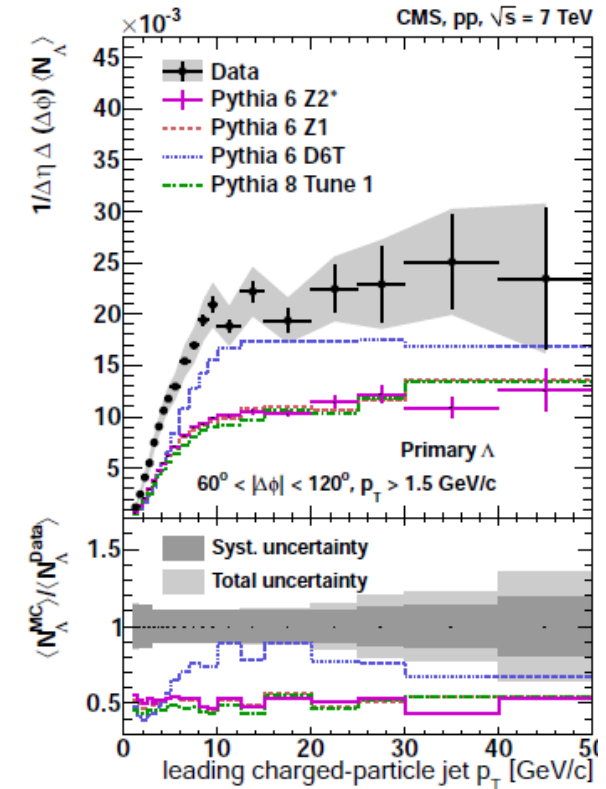 ×10⁻³
CMS, pp, √s = 7 TeV
1/Δη Δ (Δϕ) ⟨N_Λ⟩
45
40
35
30
25
20
15
10
5
Data
Pythia 6 Z2*
Pythia 6 Z1
Pythia 6 D6T
Pythia 8 Tune 1
Primary Λ
60° < |Δϕ| < 120°, p_T > 1.5 GeV/c
⟨N_Λ^MC⟩/⟨N_Λ^Data⟩
1.5
1
0.5
Syst. uncertainty
Total uncertainty
0 10 20 30 40 50
leading charged-particle jet p_T [GeV/c]